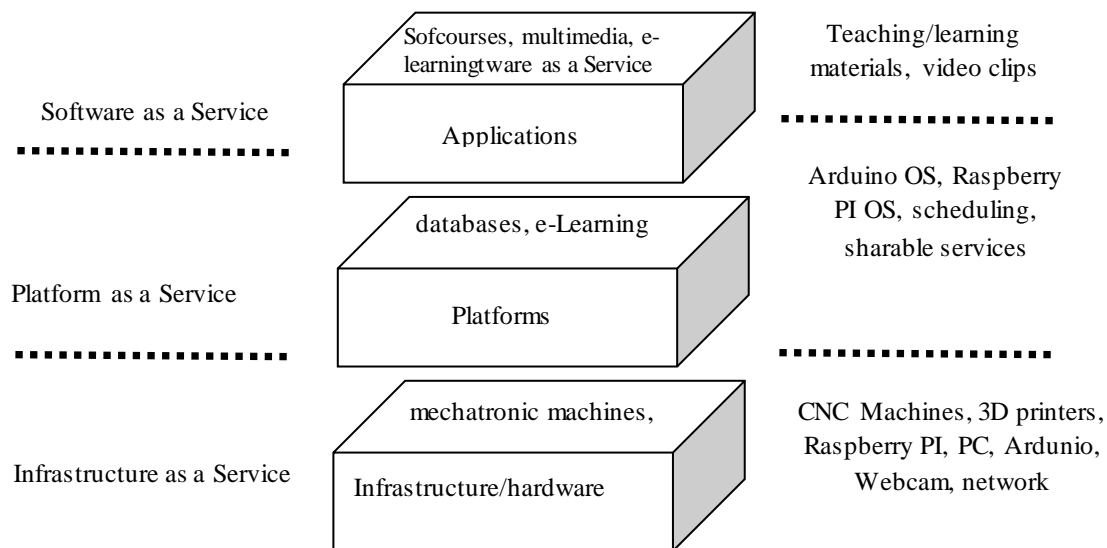 Sofcourses, multimedia, e-
learningtware as a Service
Teaching/learning
materials, video clips
Software as a Service
Applications
Arduino OS, Raspberry
PI OS, scheduling,
sharable services
databases, e-Learning
Platform as a Service
Platforms
mechatronic machines,
CNC Machines, 3D printers,
Raspberry PI, PC, Ardunio,
Webcam, network
Infrastructure as a Service
Infrastructure/hardware